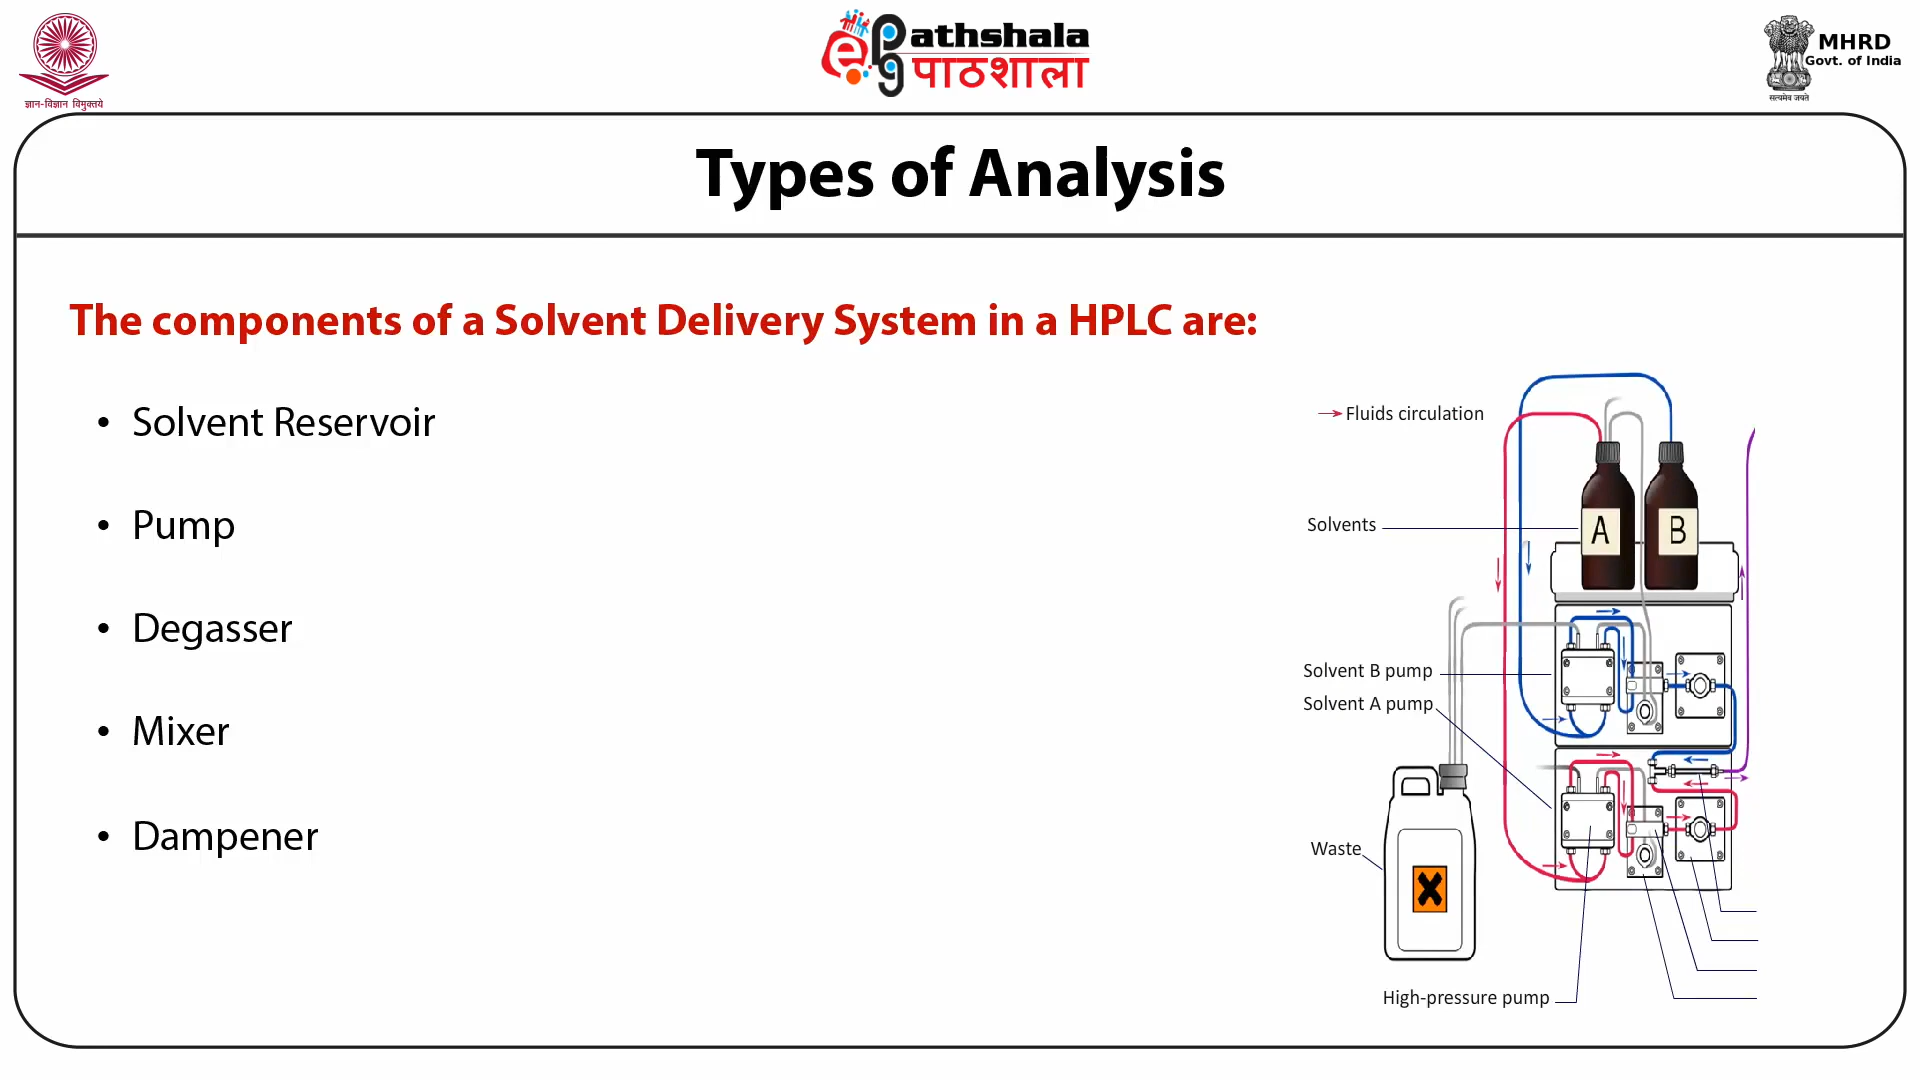 ज्ञान-विज्ञान विमुक्तये
ePathshala
पाठशाला
MHRD
Govt. of India
सत्यमेव जयते
Types of Analysis
The components of a Solvent Delivery System in a HPLC are:
• Solvent Reservoir
• Pump
• Degasser
• Mixer
• Dampener
Fluids circulation
Solvents
A
B
Solvent B pump
Solvent A pump
Waste
High-pressure pump